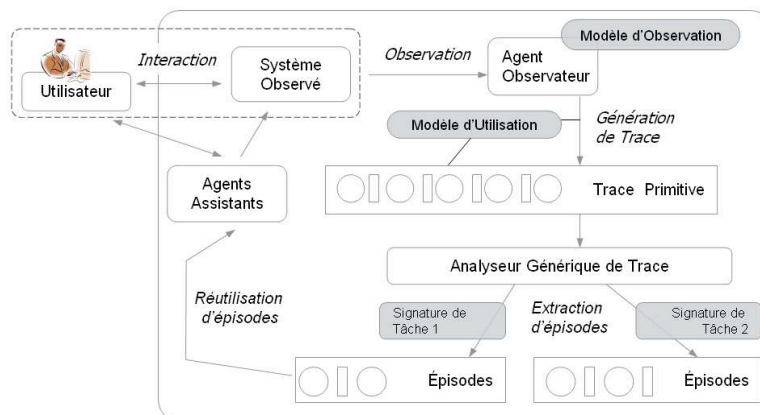 Modèle d'Observation
Interaction
Système
Observé
Observation
Agent
Observateur
Utilisateur
Modèle d'Utilisation
Génération
de Trace
Agents
Assistants
Trace Primitive
Analyseur Générique de Trace
Réutilisation
d'épisodes
Signature de
Tâche 1
Extraction
d'épisodes
Signature de
Tâche 2
Épisodes
Épisodes